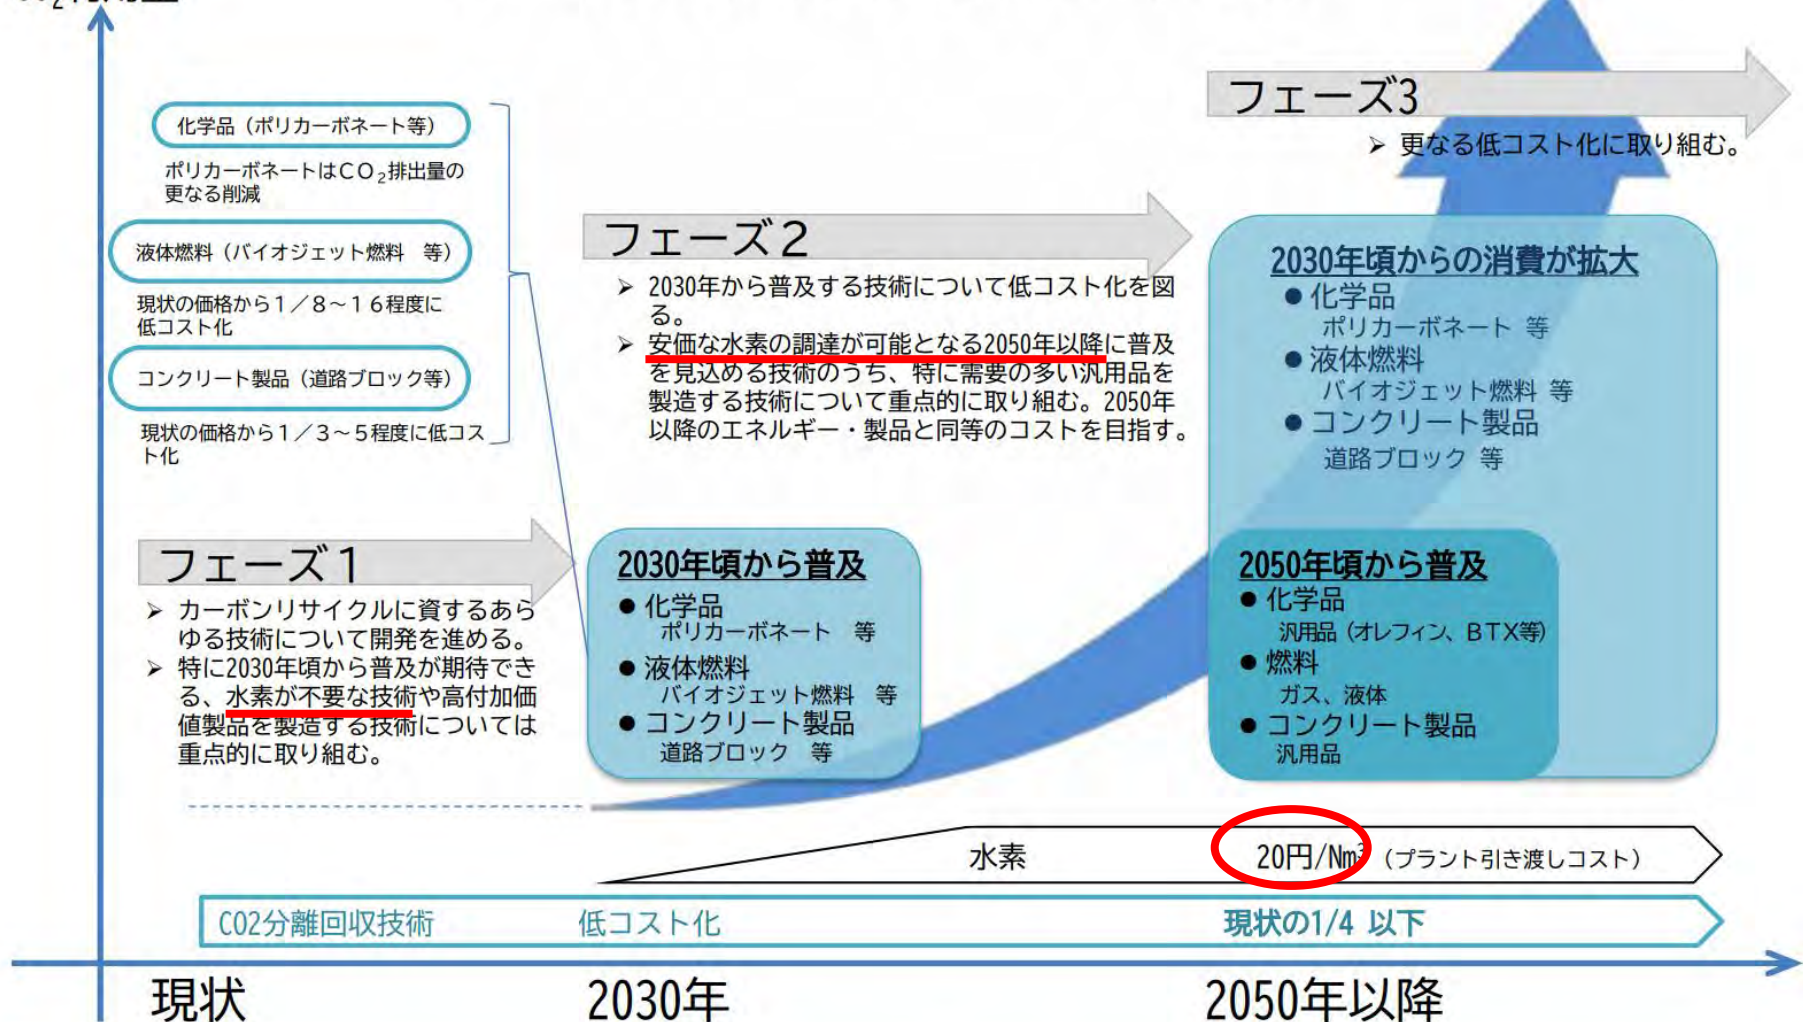 化学品（ポリカーボネート等）
ポリカーボネートはＣＯ₂排出量の
更なる削減
液体燃料（バイオジェット燃料　等）
現状の価格から１／８～１６程度に
低コスト化
コンクリート製品（道路ブロック等）
現状の価格から１／３～５程度に低コス
ト化
フェーズ１
➢ カーボンリサイクルに資するあら
ゆる技術について開発を進める。
➢ 特に2030年頃から普及が期待でき
る、水素が不要な技術や高付加価
値製品を製造する技術については
重点的に取り組む。
フェーズ２
➢ 2030年から普及する技術について低コスト化を図
る。
➢ 安価な水素の調達が可能となる2050年以降に普及
を見込める技術のうち、特に需要の多い汎用品を
製造する技術について重点的に取り組む。2050年
以降のエネルギー・製品と同等のコストを目指す。
2030年頃から普及
● 化学品
ポリカーボネート　等
● 液体燃料
バイオジェット燃料　等
● コンクリート製品
道路ブロック　等
フェーズ3
➢ 更なる低コスト化に取り組む。
2030年頃からの消費が拡大
● 化学品
ポリカーボネート 等
● 液体燃料
バイオジェット燃料 等
● コンクリート製品
道路ブロック 等
2050年頃から普及
● 化学品
汎用品（オレフィン、ＢＴＸ等）
● 燃料
ガス、液体
● コンクリート製品
汎用品
水素 20円/Nm³（プラント引き渡しコスト）
CO2分離回収技術 低コスト化 現状の1/4 以下
現状 2030年 2050年以降